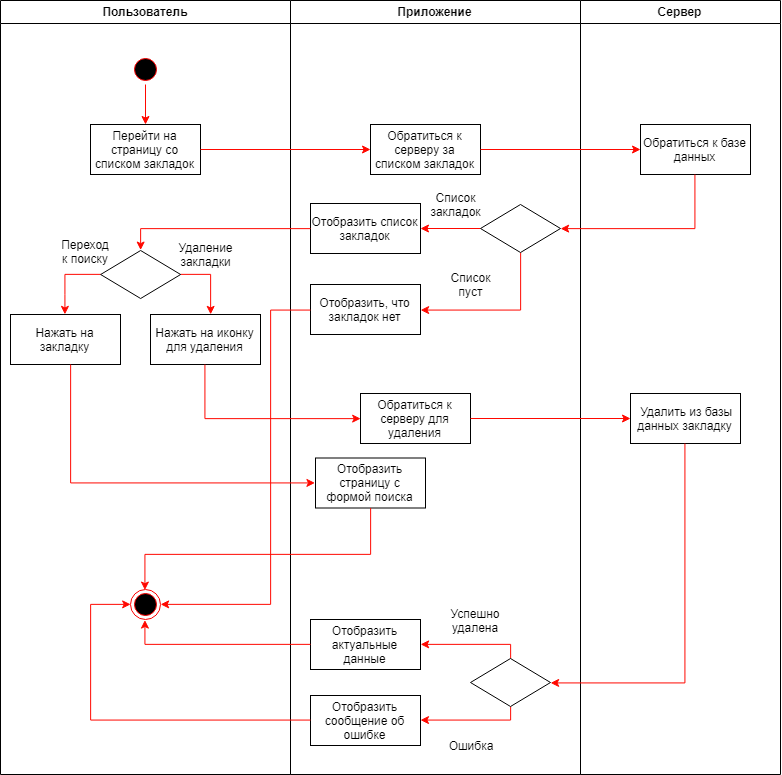 Пользователь
Приложение
Сервер
Перейти на
страницу со
списком закладок
Обратиться к
серверу за
списком закладок
Обратиться к базе
данных
Список
закладок
Отобразить список
закладок
Переход
к поиску
Удаление
закладки
Список
пуст
Отобразить, что
закладок нет
Нажать на
закладку
Нажать на иконку
для удаления
Обратиться к
серверу для
удаления
Удалить из базы
данных закладку
Отобразить
страницу с
формой поиска
Успешно
удалена
Отобразить
актуальные
данные
Отобразить
сообщение об
ошибке
Ошибка